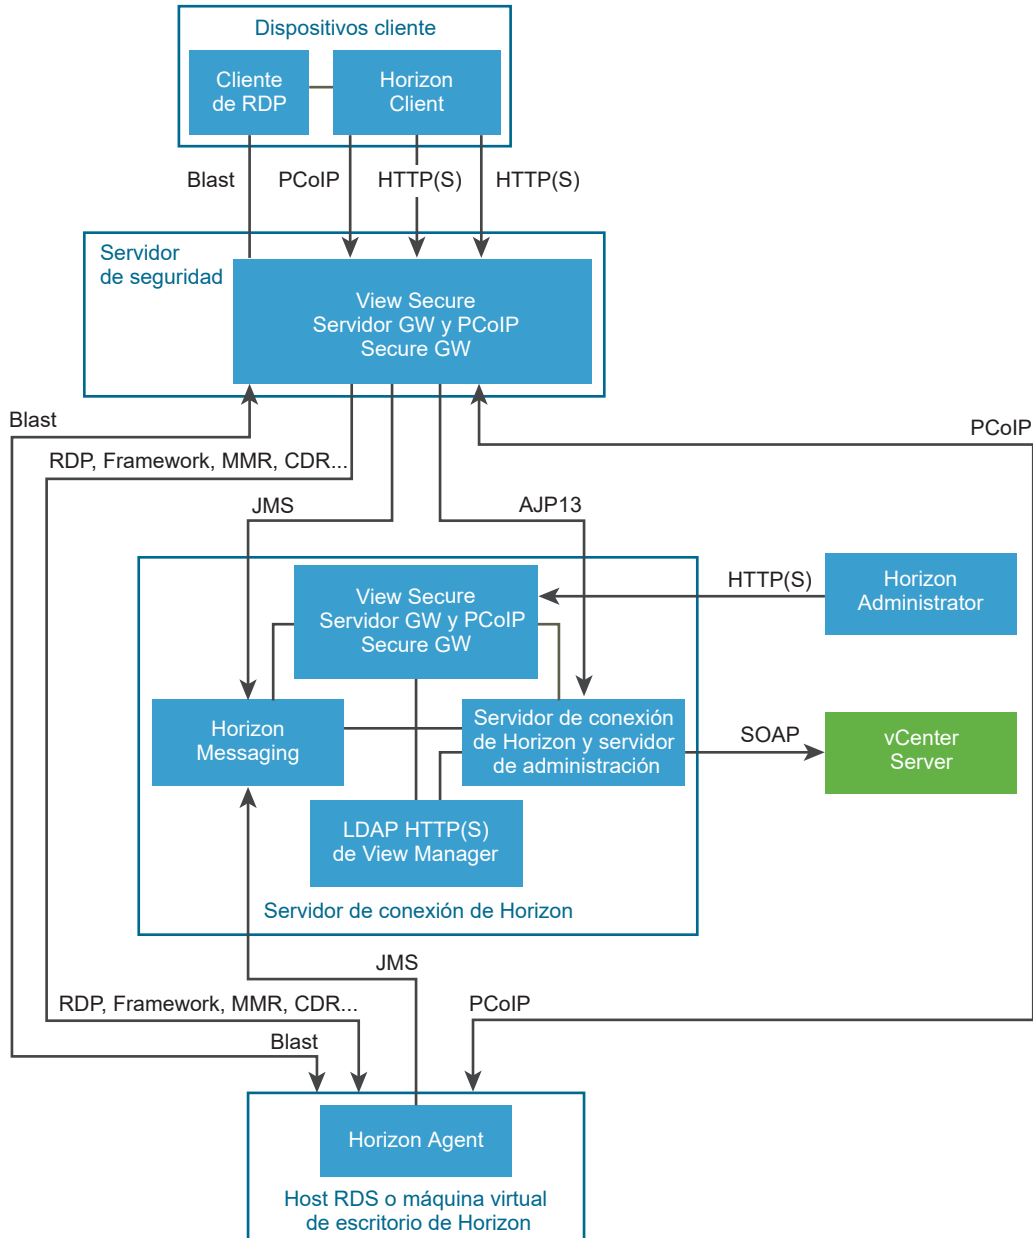 Dispositivos cliente
Cliente
de RDP
Horizon
Client
Blast
PCoIP
HTTP(S)
HTTP(S)
Servidor
de seguridad
View Secure
Servidor GW y PCoIP
Secure GW
Blast
PCoIP
RDP, Framework, MMR, CDR...
JMS
AJP13
View Secure
Servidor GW y PCoIP
Secure GW
HTTP(S)
Horizon
Administrator
Horizon
Messaging
Servidor de conexión
de Horizon y servidor
de administración
SOAP
vCenter
Server
LDAP HTTP(S)
de View Manager
Servidor de conexión de Horizon
JMS
RDP, Framework, MMR, CDR...
PCoIP
Blast
Horizon Agent
Host RDS o máquina virtual
de escritorio de Horizon